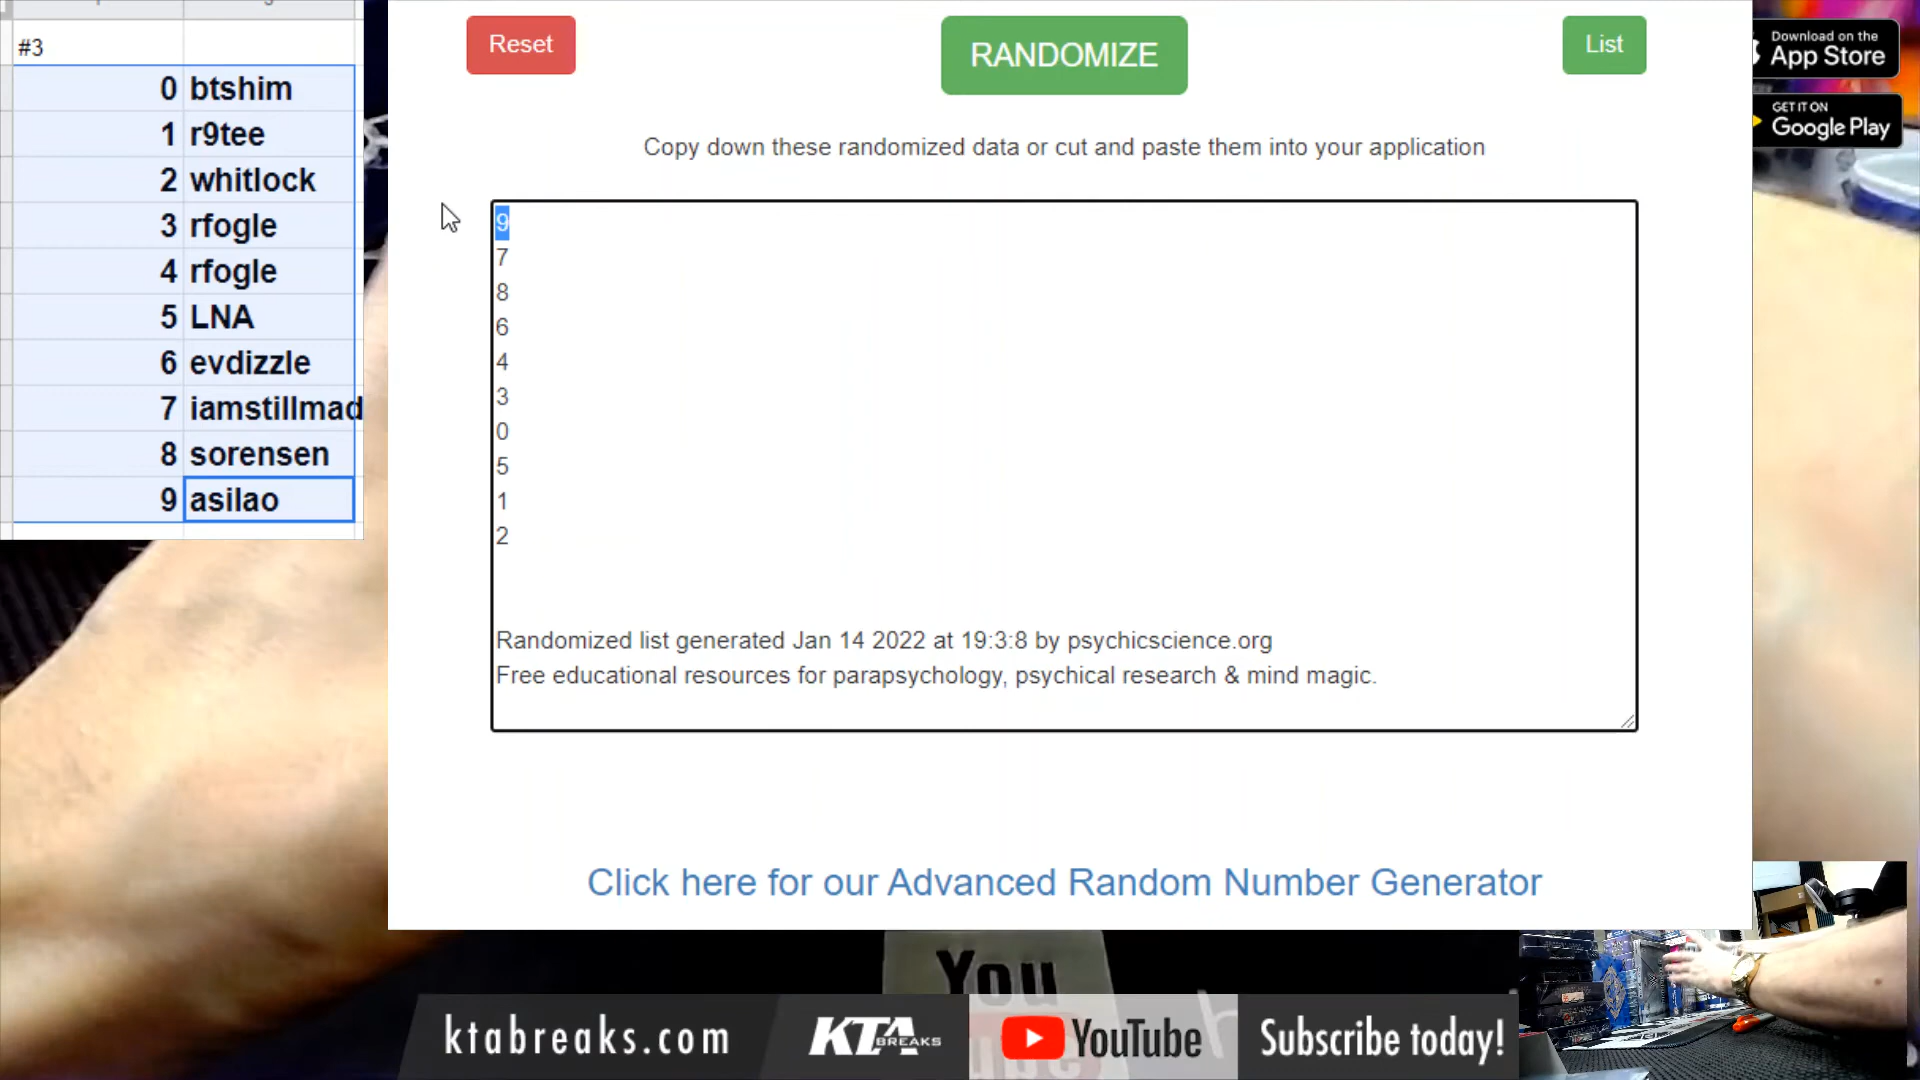 #3
0 btshim
1 r9tee
2 whitlock
3 rfogle
4 rfogle
5 LNA
6 evdizzle
7 iamstillmad
8 sorensen
9 asilao
Reset
RANDOMIZE
List
Copy down these randomized data or cut and paste them into your application
9
7
8
6
4
3
0
5
1
2
Randomized list generated Jan 14 2022 at 19:3:8 by psychicscience.org
Free educational resources for parapsychology, psychical research & mind magic.
Click here for our Advanced Random Number Generator
Download on the
App Store
GET IT ON
Google Play
You
ktabreaks.com
KTA BREAKS
YouTube
Subscribe today!